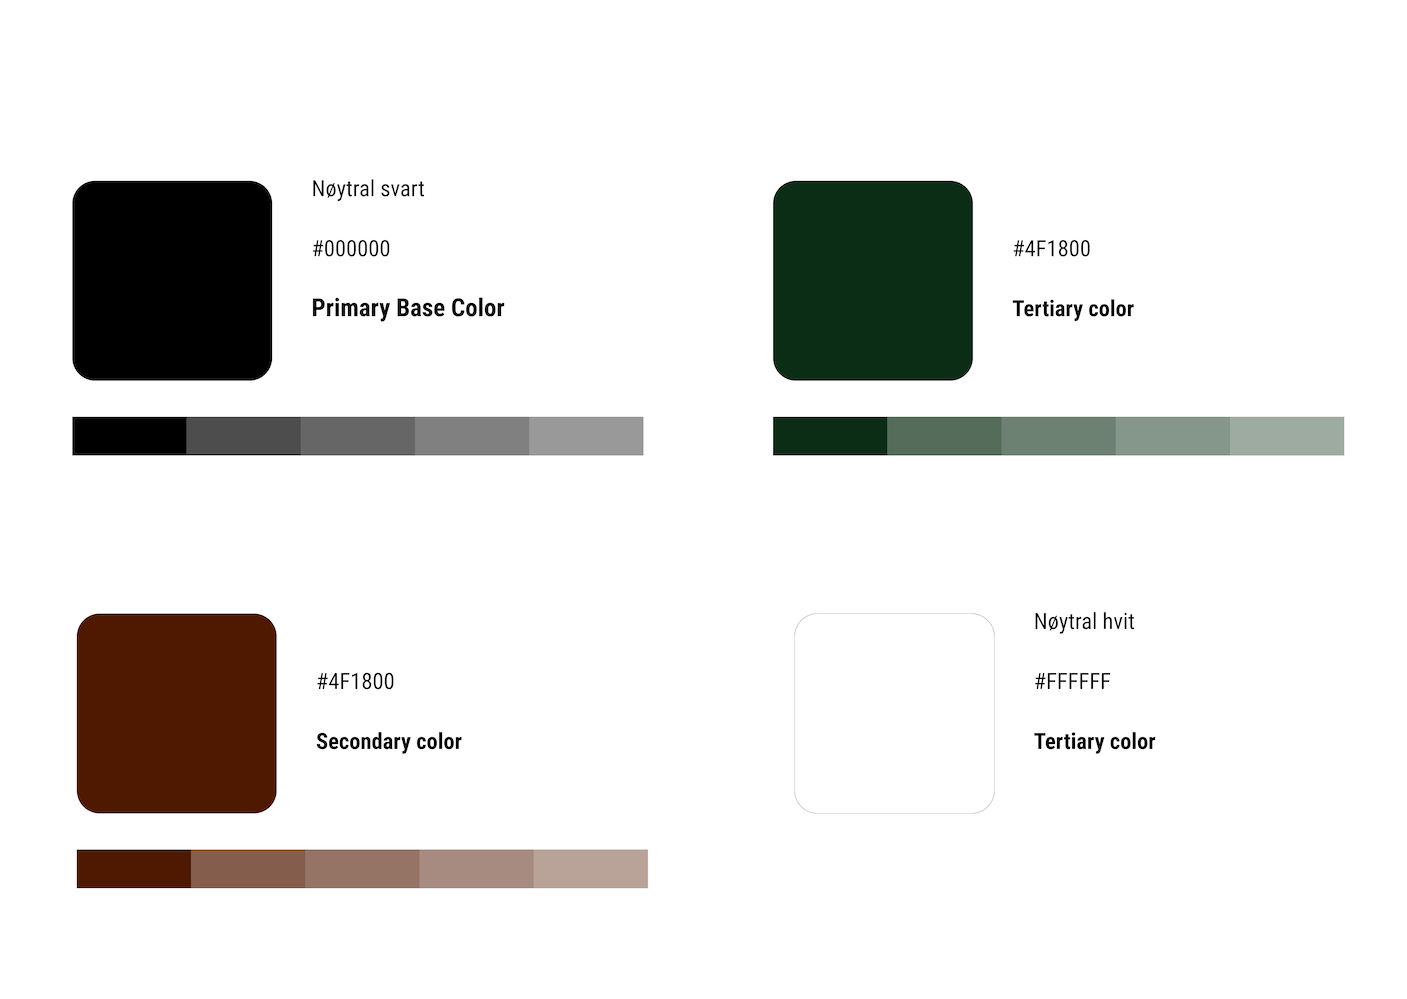 Nøytral svart
#000000
Primary Base Color
#4F1800
Tertiary color
#4F1800
Secondary color
Nøytral hvit
#FFFFFF
Tertiary color